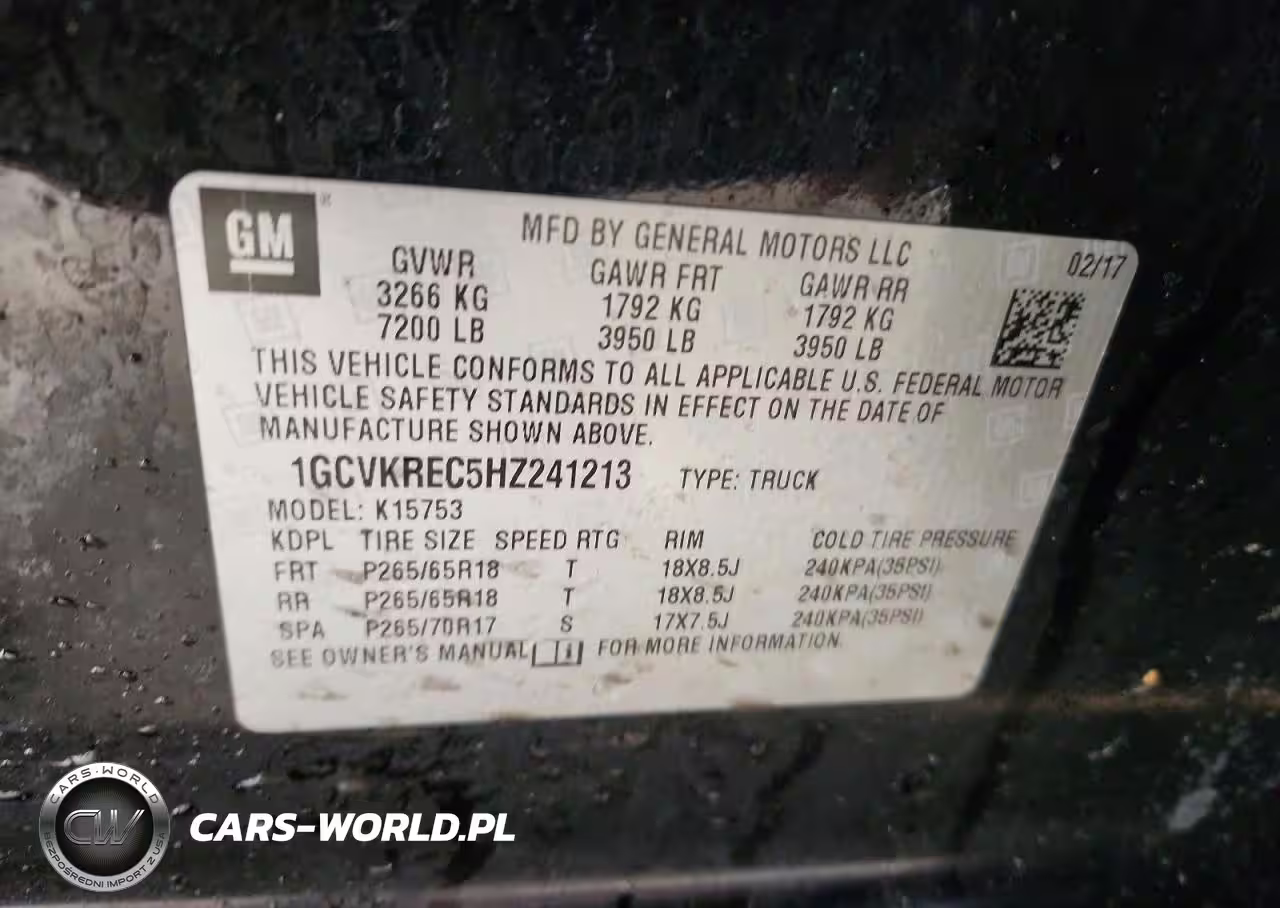 GM
MFD BY GENERAL MOTORS LLC
02/17
GVWR GAWR FRT GAWR RR
3266 KG 1792 KG 1792 KG
7200 LB 3950 LB 3950 LB
THIS VEHICLE CONFORMS TO ALL APPLICABLE U.S. FEDERAL MOTOR
VEHICLE SAFETY STANDARDS IN EFFECT ON THE DATE OF
MANUFACTURE SHOWN ABOVE.
1GCVKREC5HZ241213 TYPE: TRUCK
MODEL: K15753
KDPL TIRE SIZE SPEED RTG RIM COLD TIRE PRESSURE
FRT P265/65R18 T 18X8.5J 240KPA(35PSI)
RR P265/65R18 T 18X8.5J 240KPA(35PSI)
SPA P265/70R17 S 17X7.5J 240KPA(35PSI)
SEE OWNER'S MANUAL FOR MORE INFORMATION.
CARS-WORLD
CW
BEZPOŚREDNI IMPORT Z USA
CARS-WORLD.PL